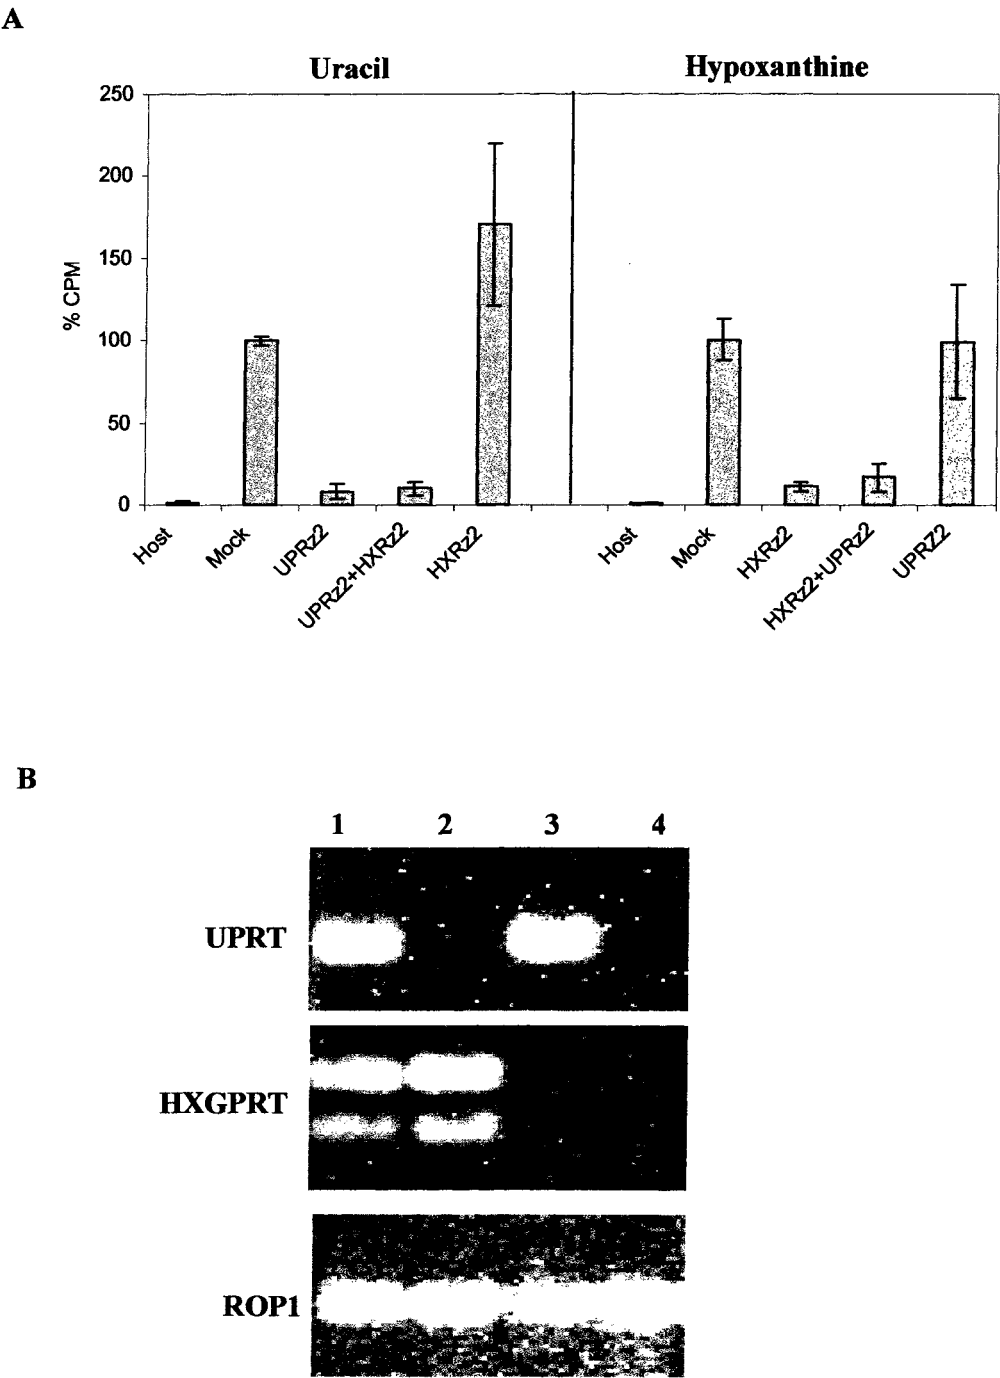 A
Uracil
Hypoxanthine
250
200
150
100
50
0
% CPM
Host
Mock
UPRz2
UPRz2+HXRz2
HXRz2
Host
Mock
HXRz2
HXRz2+UPRz2
UPRZ2
B
1 2 3 4
UPRT
HXGPRT
ROP1